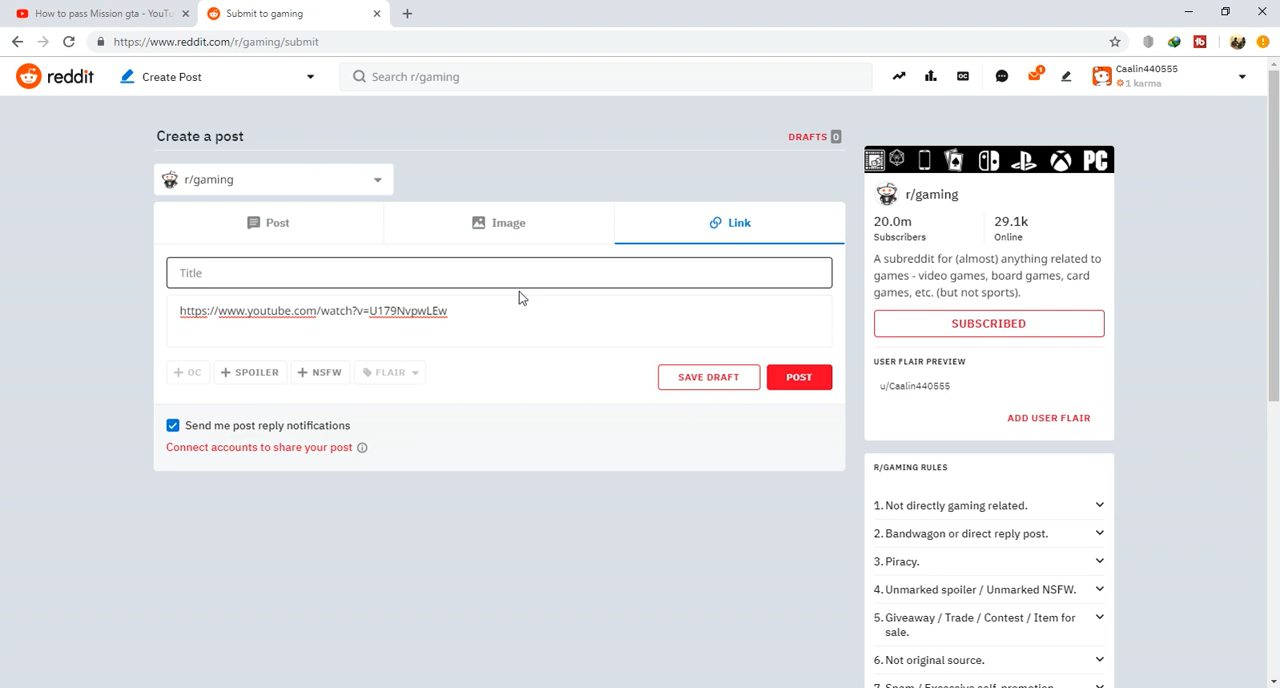 How to pass Mission gta - YouTu
Submit to gaming
https://www.reddit.com/r/gaming/submit
reddit
Create Post
Search r/gaming
1
Caalin440555
1 karma
Create a post
DRAFTS 0
r/gaming
Post
Image
Link
Title
https://www.youtube.com/watch?v=U179NvpwLEw
+ OC
+ SPOILER
+ NSFW
FLAIR
SAVE DRAFT
POST
Send me post reply notifications
Connect accounts to share your post
PC
r/gaming
20.0m
Subscribers
29.1k
Online
A subreddit for (almost) anything related to
games - video games, board games, card
games, etc. (but not sports).
SUBSCRIBED
USER FLAIR PREVIEW
u/Caalin440555
ADD USER FLAIR
R/GAMING RULES
1. Not directly gaming related.
2. Bandwagon or direct reply post.
3. Piracy.
4. Unmarked spoiler / Unmarked NSFW.
5. Giveaway / Trade / Contest / Item for
sale.
6. Not original source.
7. Spam / Excessive self-promotion